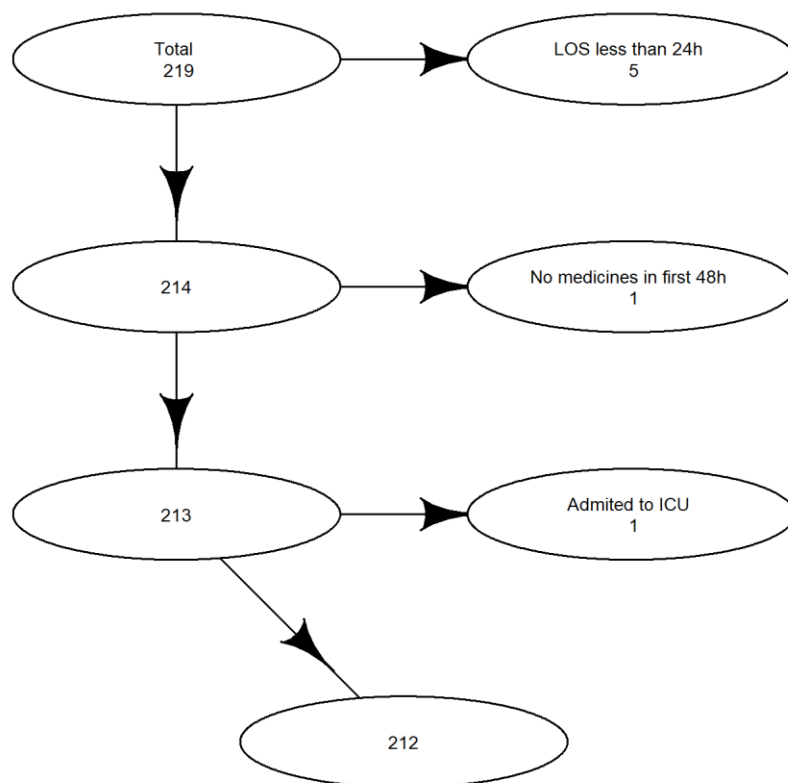 Total
219
LOS less than 24h
5
214
No medicines in first 48h
1
213
Admited to ICU
1
212